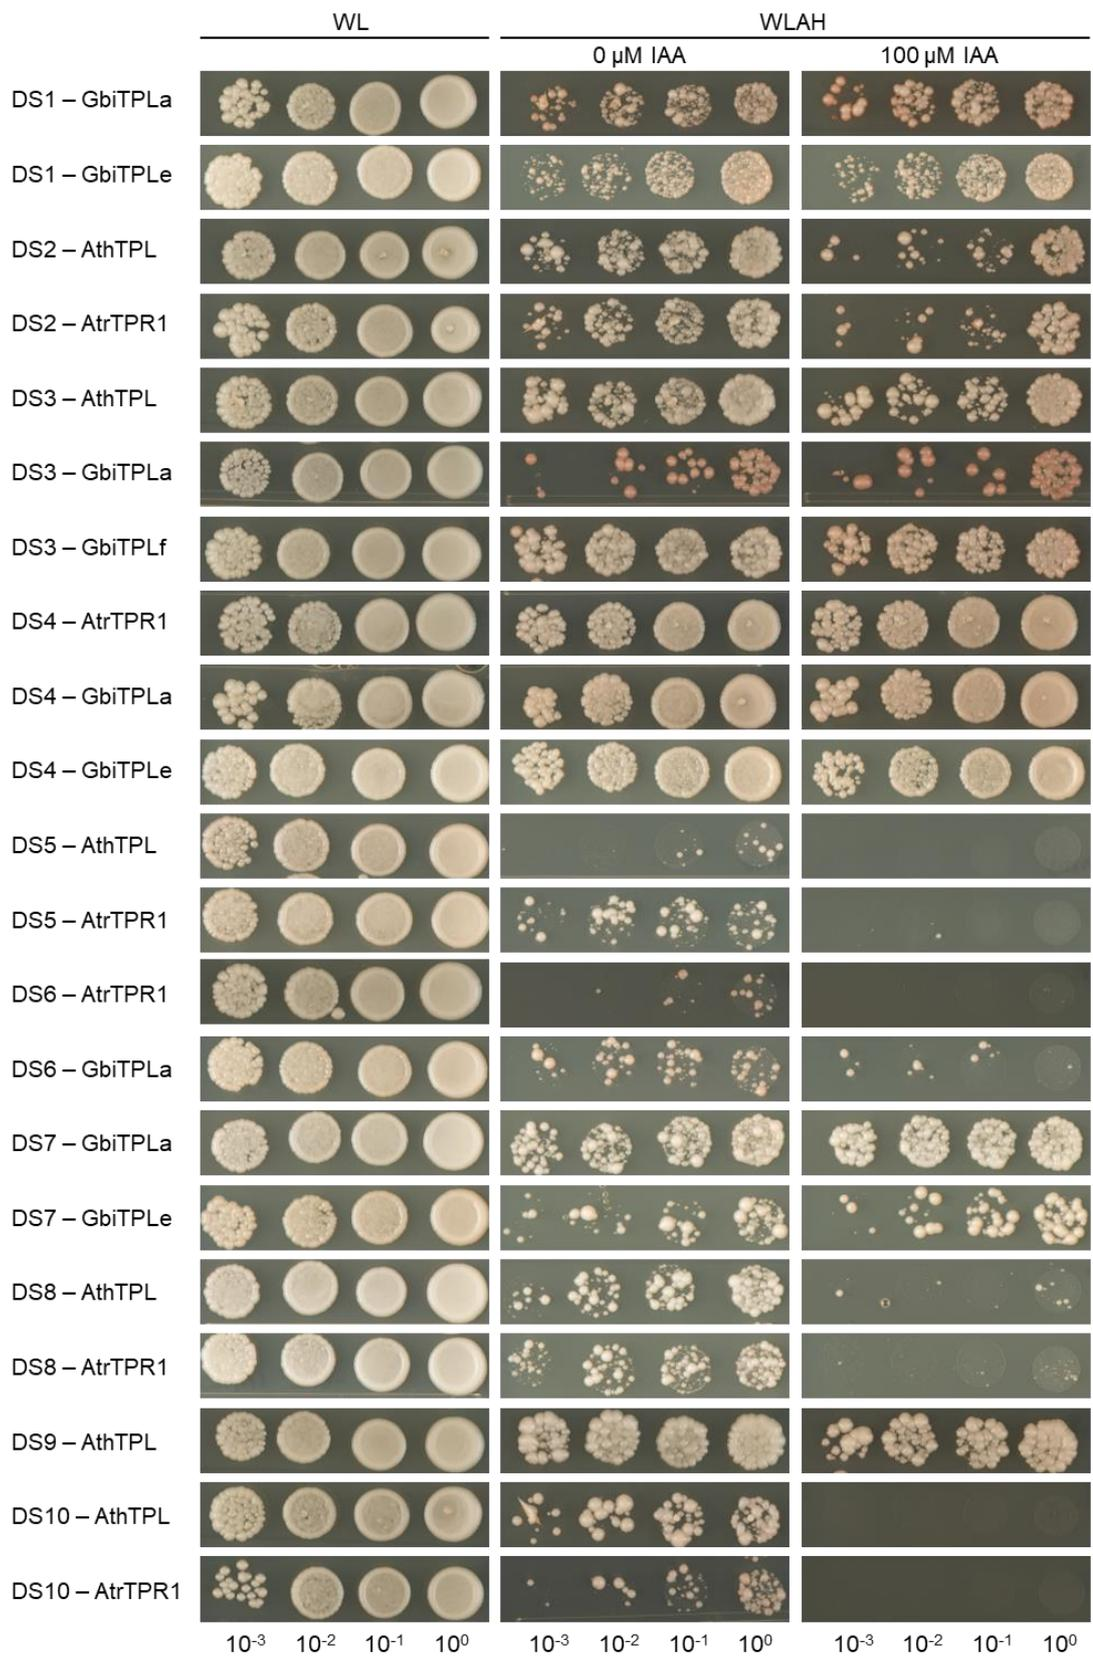 WL WLAH
0 µM IAA 100 µM IAA
DS1 – GbiTPLa
DS1 – GbiTPLe
DS2 – AthTPL
DS2 – AtrTPR1
DS3 – AthTPL
DS3 – GbiTPLa
DS3 – GbiTPLf
DS4 – AtrTPR1
DS4 – GbiTPLa
DS4 – GbiTPLe
DS5 – AthTPL
DS5 – AtrTPR1
DS6 – AtrTPR1
DS6 – GbiTPLa
DS7 – GbiTPLa
DS7 – GbiTPLe
DS8 – AthTPL
DS8 – AtrTPR1
DS9 – AthTPL
DS10 – AthTPL
DS10 – AtrTPR1
10⁻³ 10⁻² 10⁻¹ 10⁰ 10⁻³ 10⁻² 10⁻¹ 10⁰ 10⁻³ 10⁻² 10⁻¹ 10⁰